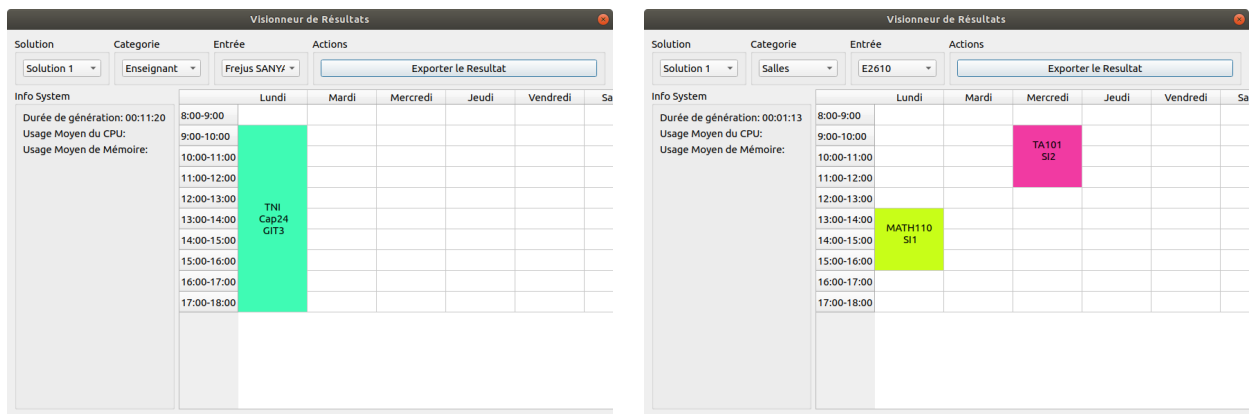 Visionneur de Résultats
Solution Categorie Entrée Actions
Solution 1 Enseignant Frejus SANYA Exporter le Resultat
Info System
Durée de génération: 00:11:20
Usage Moyen du CPU:
Usage Moyen de Mémoire:
Lundi Mardi Mercredi Jeudi Vendredi Sa
8:00-9:00
9:00-10:00
10:00-11:00
11:00-12:00
12:00-13:00
13:00-14:00
14:00-15:00
15:00-16:00
16:00-17:00
17:00-18:00
TNI
Cap24
GIT3
Visionneur de Résultats
Solution Categorie Entrée Actions
Solution 1 Salles E2610 Exporter le Resultat
Info System
Durée de génération: 00:01:13
Usage Moyen du CPU:
Usage Moyen de Mémoire:
Lundi Mardi Mercredi Jeudi Vendredi Sa
8:00-9:00
9:00-10:00
10:00-11:00
11:00-12:00
12:00-13:00
13:00-14:00
14:00-15:00
15:00-16:00
16:00-17:00
17:00-18:00
TA101
SI2
MATH110
SI1